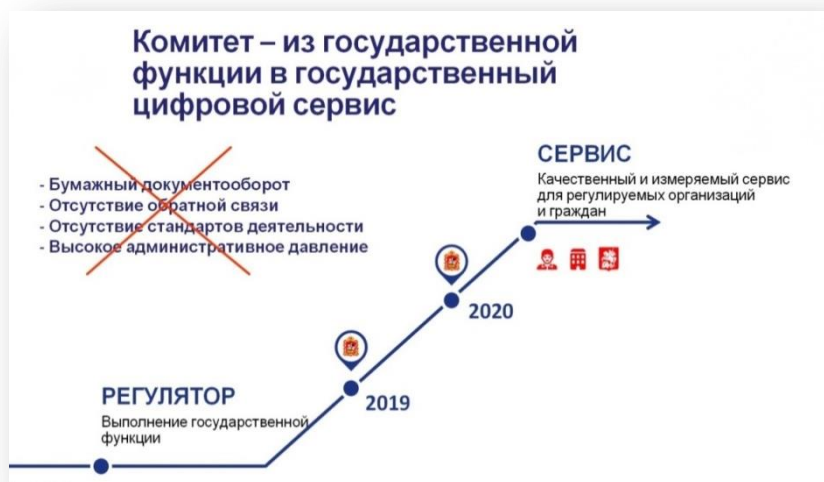 Комитет – из государственной
функции в государственный
цифровой сервис
- Бумажный документооборот
- Отсутствие обратной связи
- Отсутствие стандартов деятельности
- Высокое административное давление
СЕРВИС
Качественный и измеряемый сервис
для регулируемых организаций
и граждан
2020
2019
РЕГУЛЯТОР
Выполнение государственной
функции